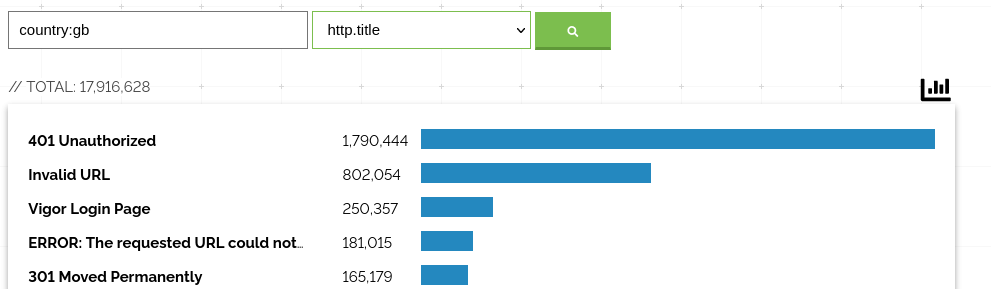 country:gb http.title
// TOTAL: 17,916,628
401 Unauthorized 1,790,444
Invalid URL 802,054
Vigor Login Page 250,357
ERROR: The requested URL could not... 181,015
301 Moved Permanently 165,179